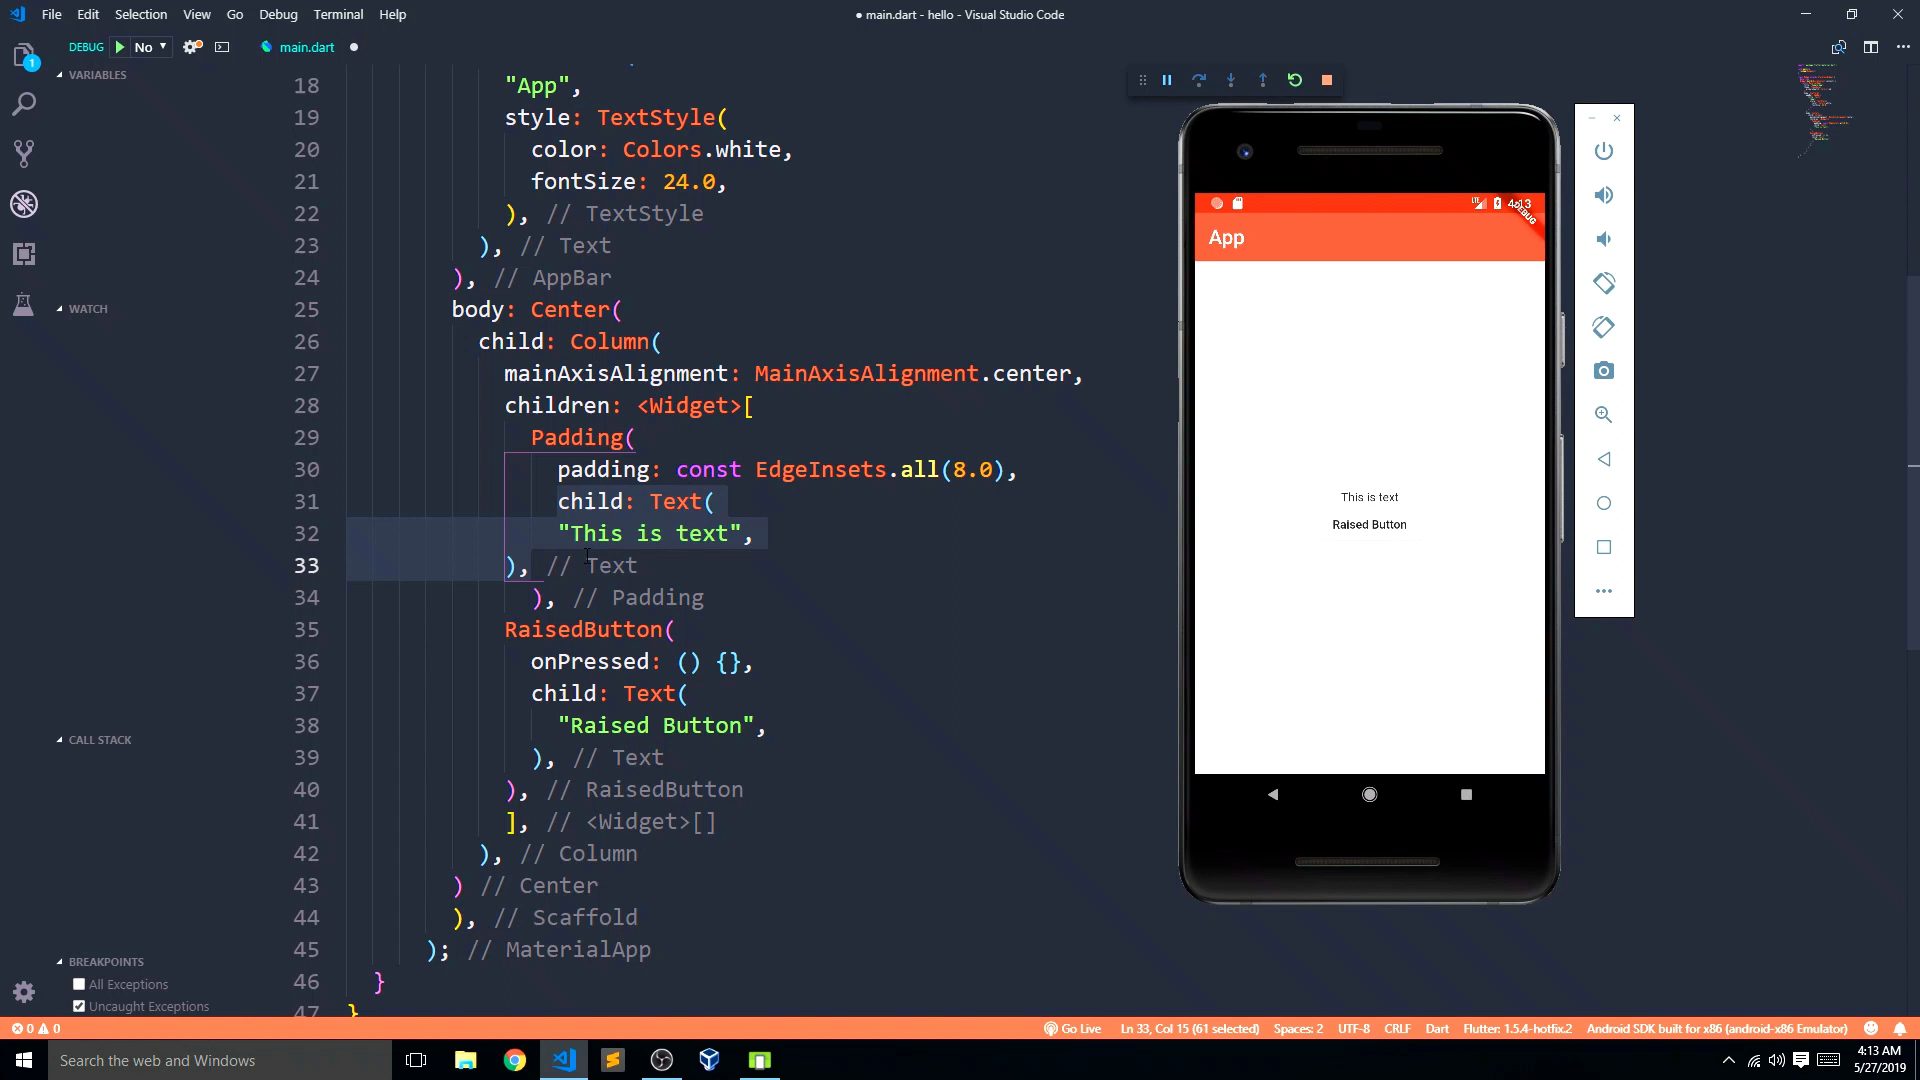 File Edit Selection View Go Debug Terminal Help
● main.dart - hello - Visual Studio Code
DEBUG No main.dart ●
1
VARIABLES
WATCH
CALL STACK
BREAKPOINTS
All Exceptions
Uncaught Exceptions
18 "App",
19 style: TextStyle(
20 color: Colors.white,
21 fontSize: 24.0,
22 ), // TextStyle
23 ), // Text
24 ), // AppBar
25 body: Center(
26 child: Column(
27 mainAxisAlignment: MainAxisAlignment.center,
28 children: <Widget>[
29 Padding(
30 padding: const EdgeInsets.all(8.0),
31 child: Text(
32 "This is text",
33 ), // Text
34 ), // Padding
35 RaisedButton(
36 onPressed: () {},
37 child: Text(
38 "Raised Button",
39 ), // Text
40 ), // RaisedButton
41 ], // <Widget>[]
42 ), // Column
43 ) // Center
44 ), // Scaffold
45 ); // MaterialApp
46 }
47 }
LTE 4:13
DEBUG
App
This is text
Raised Button
0 0 Go Live Ln 33, Col 15 (61 selected) Spaces: 2 UTF-8 CRLF Dart Flutter: 1.5.4-hotfix.2 Android SDK built for x86 (android-x86 Emulator)
Search the web and Windows
4:13 AM
5/27/2019